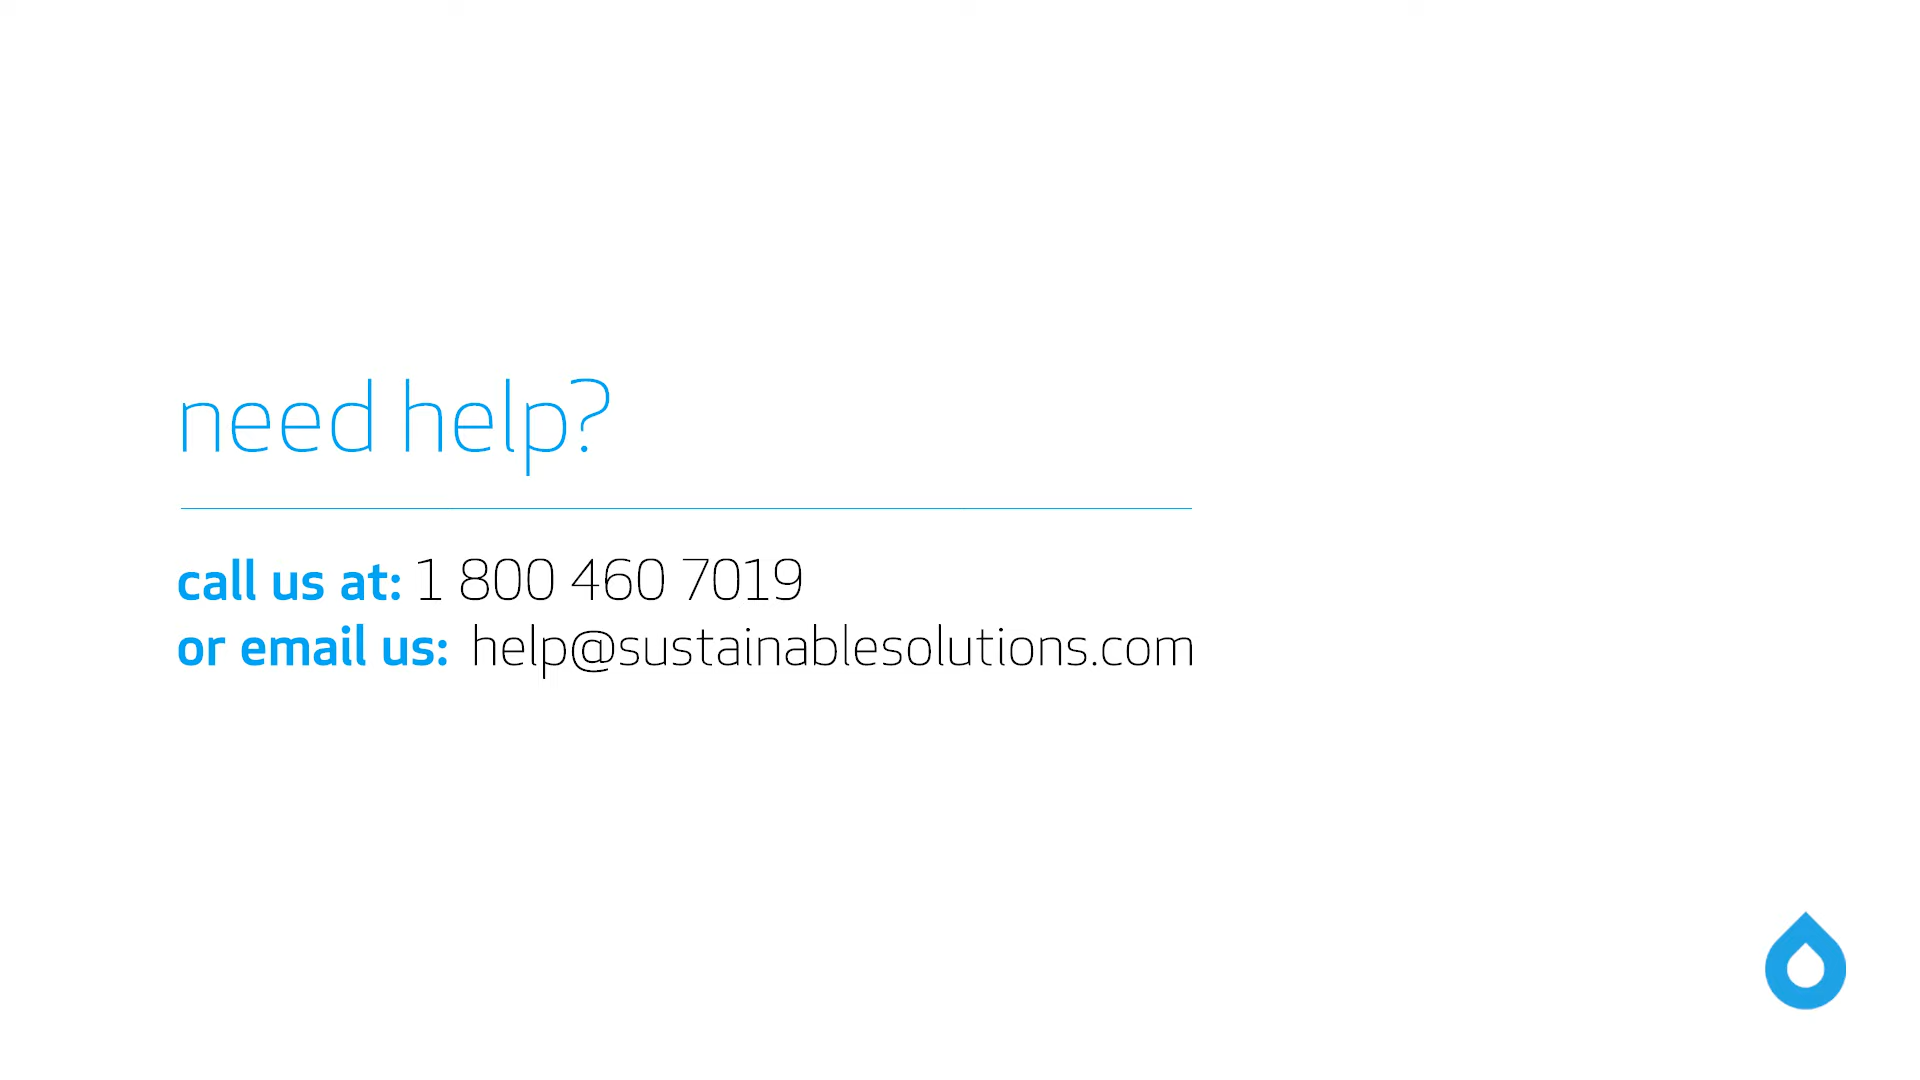 need help?
call us at: 1 800 460 7019
or email us: help@sustainablesolutions.com